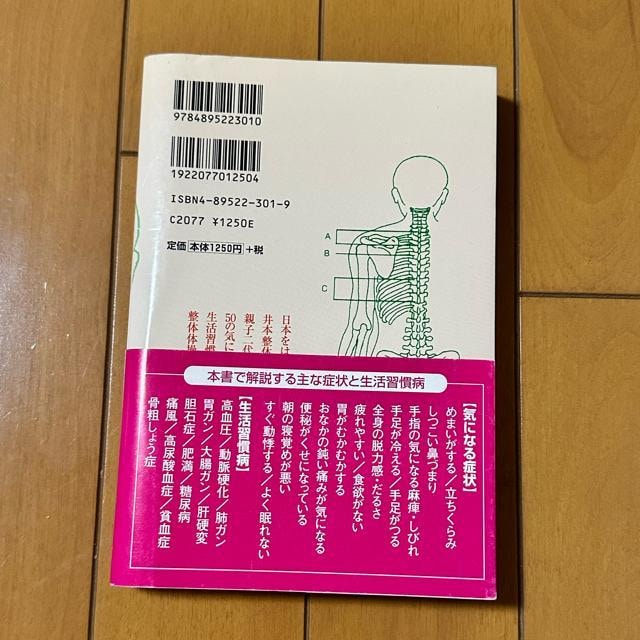 9784895223010
1922077012504
ISBN4-89522-301-9
C2077 ¥1250E
定価 本体1250円 +税
A
B
C
日本をは
井本整体
親子二代
50の気に
生活習慣
整体体操
本書で解説する主な症状と生活習慣病
【気になる症状】
めまいがする/立ちくらみ
しつこい鼻づまり
手指の気になる麻痺・しびれ
手足が冷える/手足がつる
全身の脱力感・だるさ
疲れやすい/食欲がない
胃がむかむかする
おなかの鈍い痛みが気になる
便秘がくせになっている
朝の寝覚めが悪い
すぐ動悸する/よく眠れない
【生活習慣病】
高血圧/動脈硬化/肺ガン
胃ガン/大腸ガン/肝硬変
胆石症/肥満/糖尿病
痛風/高尿酸血症/貧血症
骨粗しょう症